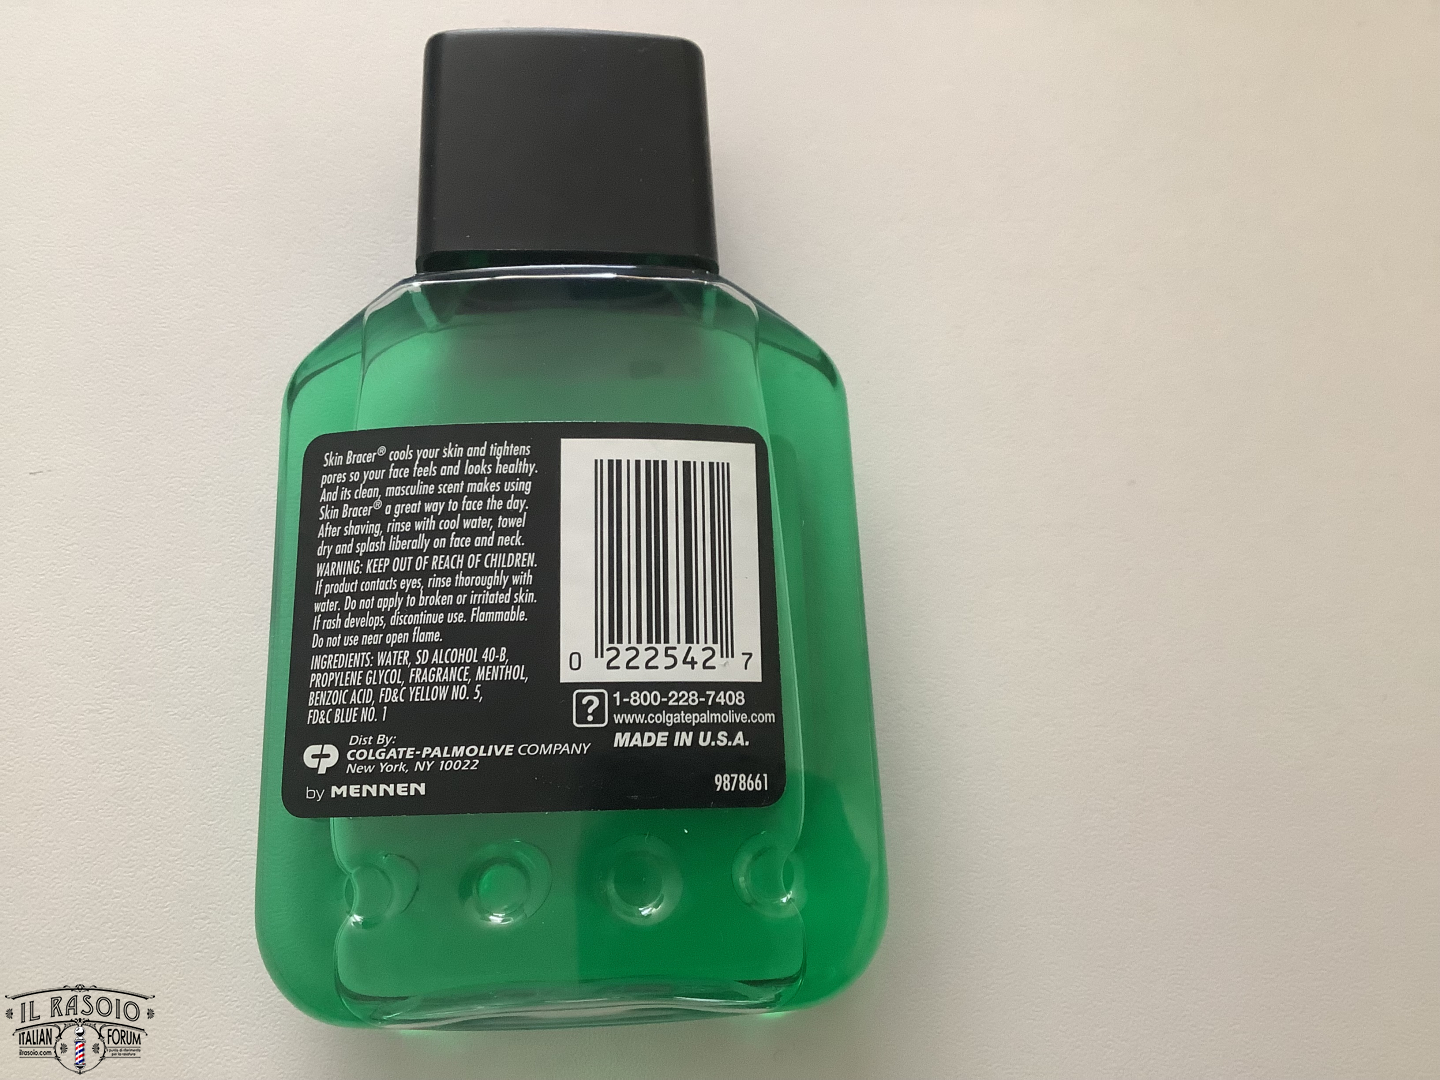 Skin Bracer® cools your skin and tightens
pores so your face feels and looks healthy.
And its clean, masculine scent makes using
Skin Bracer® a great way to face the day.
After shaving, rinse with cool water, towel
dry and splash liberally on face and neck.
WARNING: KEEP OUT OF REACH OF CHILDREN.
If product contacts eyes, rinse thoroughly with
water. Do not apply to broken or irritated skin.
If rash develops, discontinue use. Flammable.
Do not use near open flame.
INGREDIENTS: WATER, SD ALCOHOL 40-B,
PROPYLENE GLYCOL, FRAGRANCE, MENTHOL,
BENZOIC ACID, FD&C YELLOW NO. 5,
FD&C BLUE NO. 1
Dist By:
CP COLGATE-PALMOLIVE COMPANY
New York, NY 10022
by MENNEN
0 222542 7
? 1-800-228-7408
www.colgatepalmolive.com
MADE IN U.S.A.
9878661
IL RASOIO
ITALIAN FORUM
ilrasoio.com